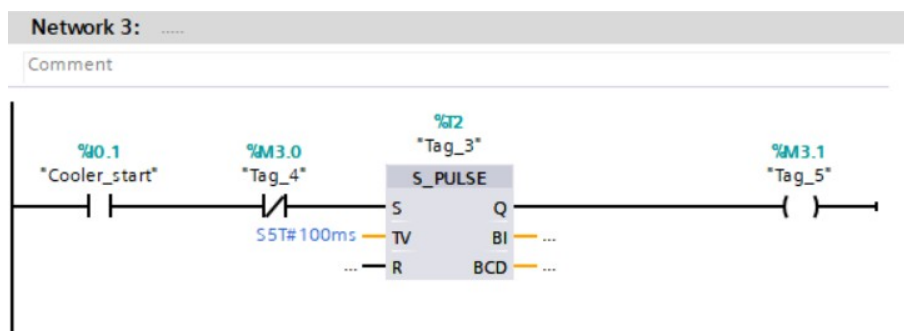 Network 3: .....
Comment
%I0.1
"Cooler_start"
%M3.0
"Tag_4"
%T2
"Tag_3"
%M3.1
"Tag_5"
S_PULSE
S Q
S5T#100ms TV BI ...
... R BCD ...